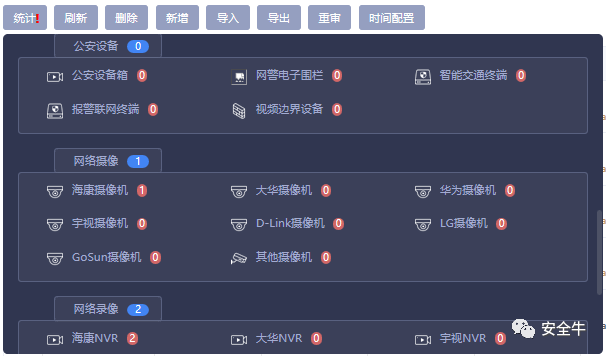 统计! 刷新 删除 新增 导入 导出 重审 时间配置
公安设备 0
公安设备箱 0 网警电子围栏 0 智能交通终端 0
报警联网终端 0 视频边界设备 0
网络摄像 1
海康摄像机 1 大华摄像机 0 华为摄像机 0
宇视摄像机 0 D-Link摄像机 0 LG摄像机 0
GoSun摄像机 0 其他摄像机 0
网络录像 2
海康NVR 2 大华NVR 0 宇视NVR 0
安全牛